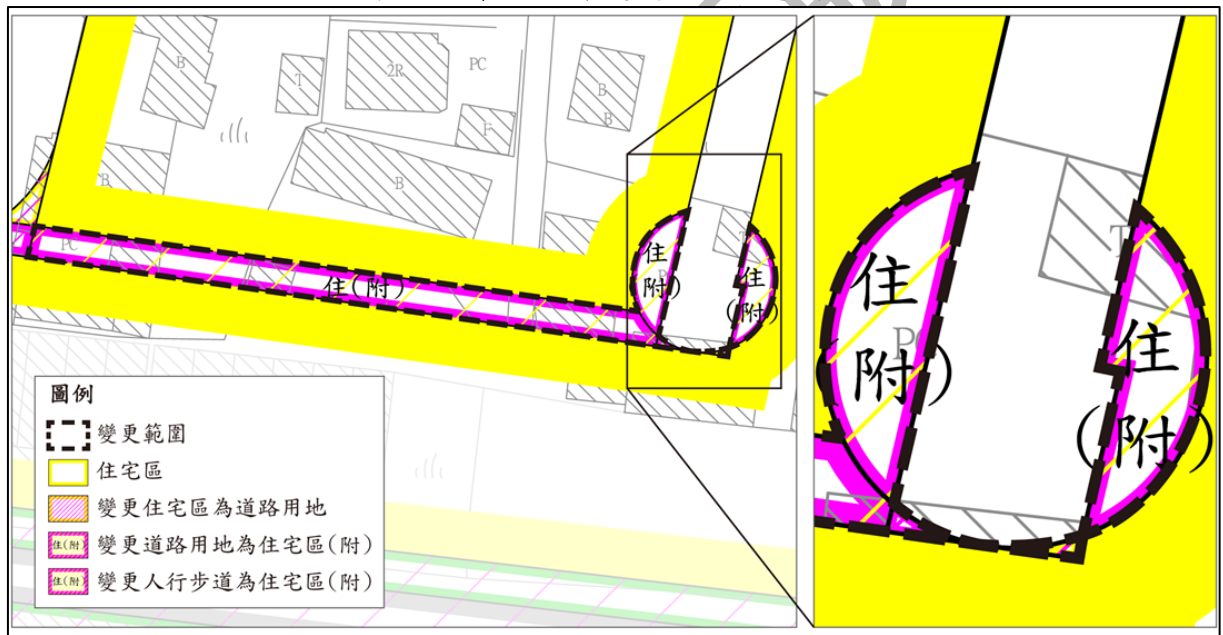 B
T
2R
PC
B
B
F
B
B
PC
住(附)
住
附)
住
(附)
T
住
PC
(附)
住
(附)
圖例
變更範圍
住宅區
變更住宅區為道路用地
住(附) 變更道路用地為住宅區(附)
住(附) 變更人行步道為住宅區(附)